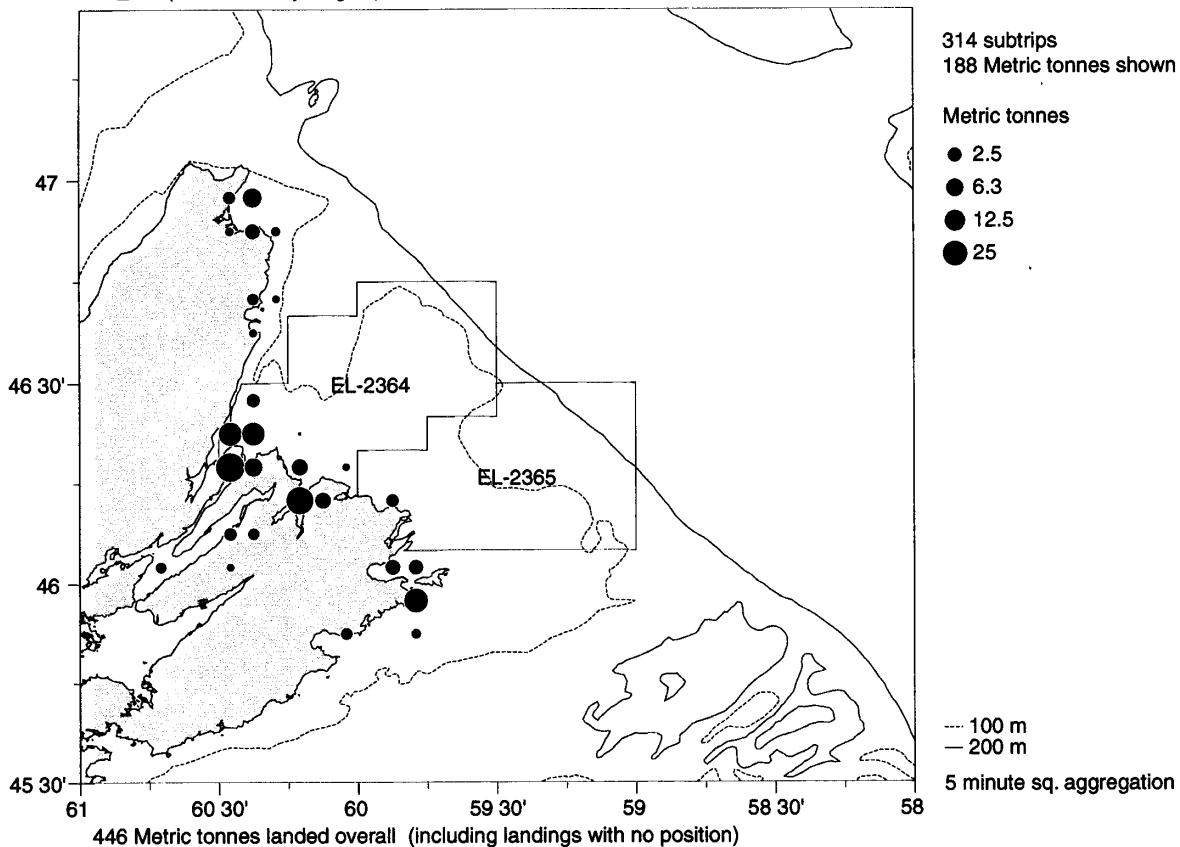 314 subtrips
188 Metric tonnes shown
Metric tonnes
2.5
6.3
12.5
25
47
46 30'
46
45 30'
EL-2364
EL-2365
--- 100 m
— 200 m
5 minute sq. aggregation
61
60 30'
60
59 30'
59
58 30'
58
446 Metric tonnes landed overall (including landings with no position)